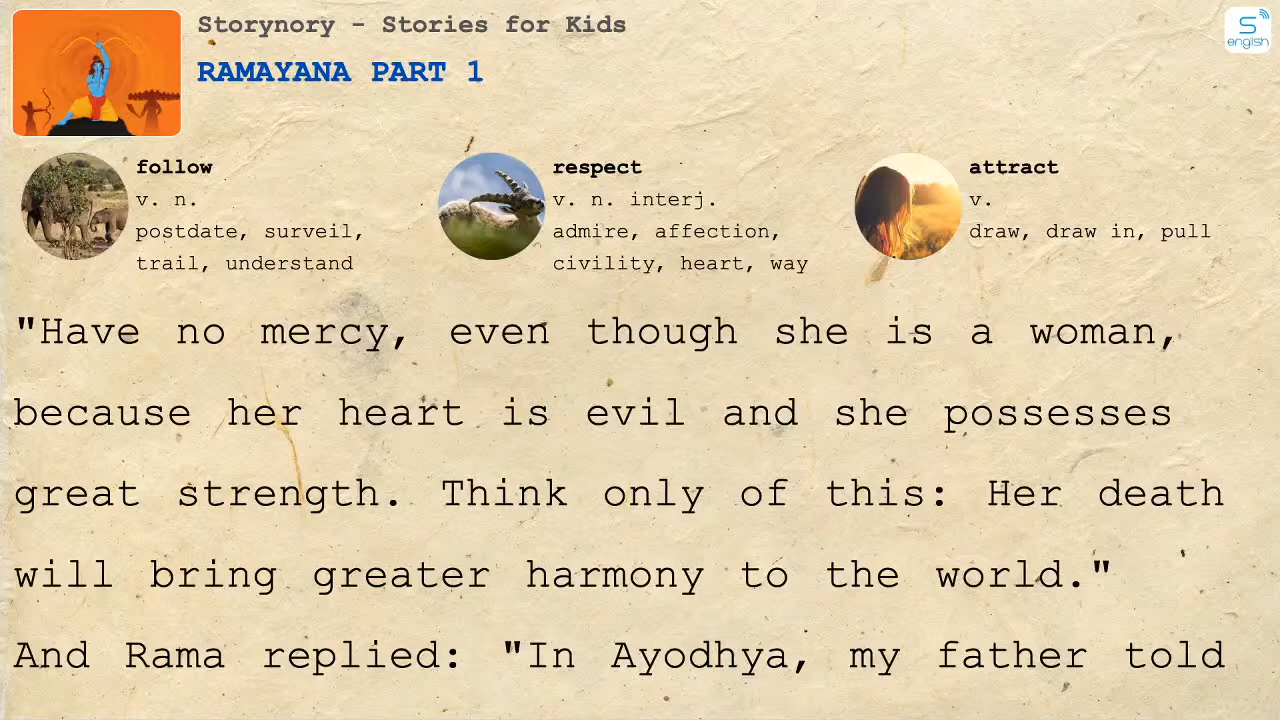 Storynory - Stories for Kids
RAMAYANA PART 1
S
english
follow
v. n.
postdate, surveil,
trail, understand
respect
v. n. interj.
admire, affection,
civility, heart, way
attract
v.
draw, draw in, pull
"Have no mercy, even though she is a woman,
because her heart is evil and she possesses
great strength. Think only of this: Her death
will bring greater harmony to the world."
And Rama replied: "In Ayodhya, my father told